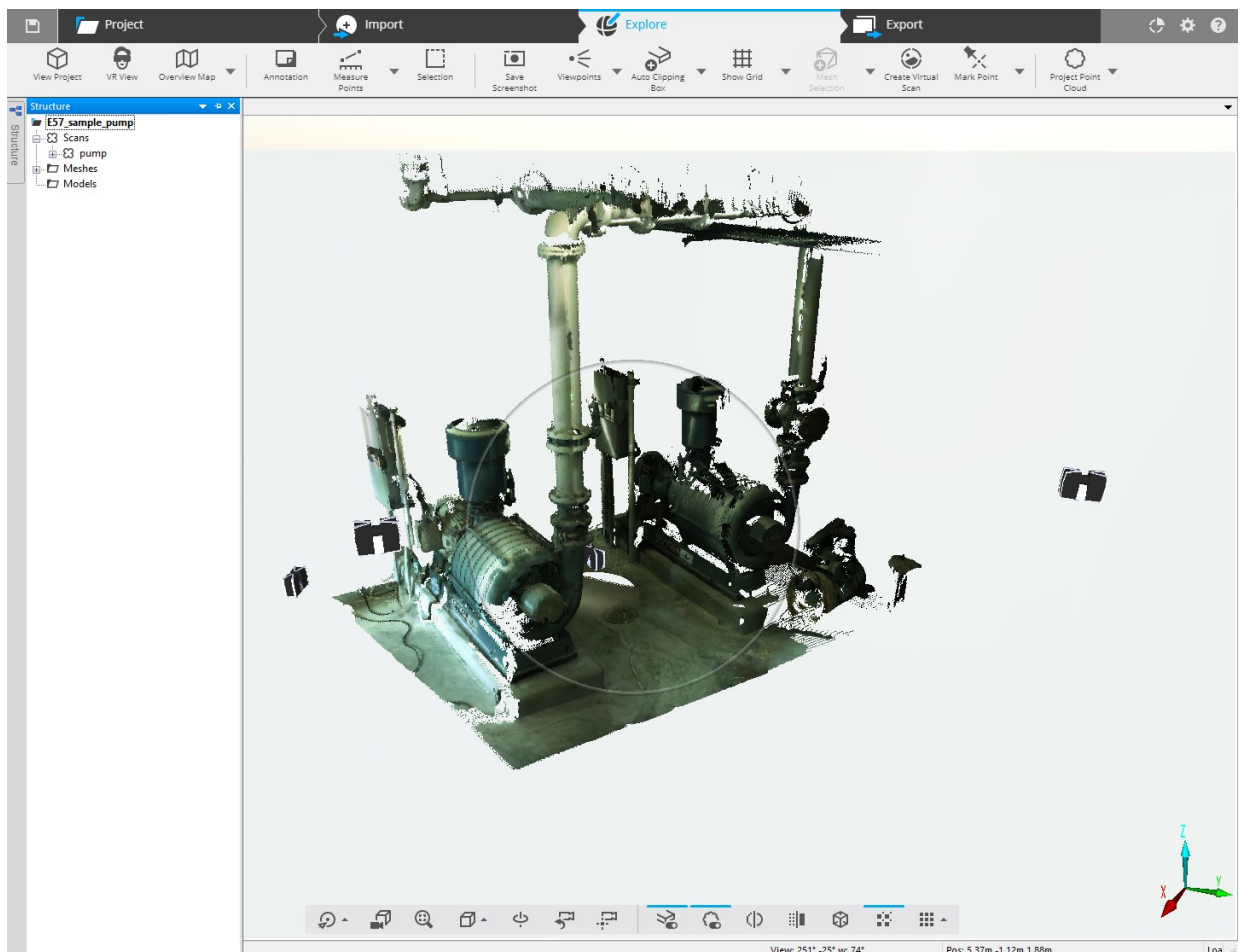 Project
Import
Explore
Export
View Project
VR View
Overview Map
Annotation
Measure
Points
Selection
Save
Screenshot
Viewpoints
Auto Clipping
Box
Show Grid
Mesh
Selection
Create Virtual
Scan
Mark Point
Project Point
Cloud
Structure
Structure
E57_sample_pump
Scans
pump
Meshes
Models
Z
X
y
View: 251° -25° w: 74°
Pos: 5.37m -1.12m 1.88m
Loa